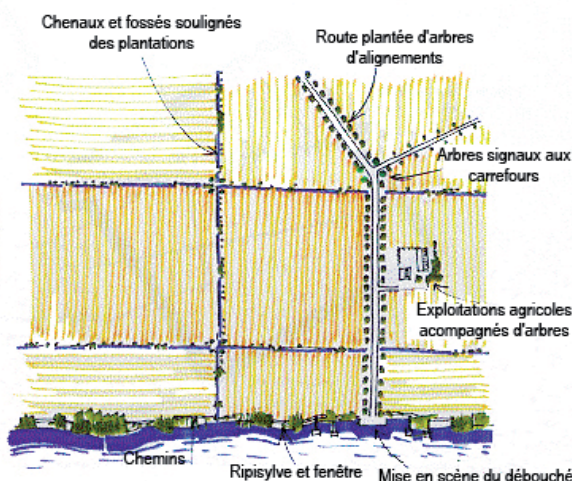 Chenaux et fossés soulignés
des plantations
Route plantée d'arbres
d'alignements
Arbres signaux aux
carrefours
Exploitations agricoles
acompagnés d'arbres
Chemins
Ripisylve et fenêtre
Mise en scène du débouché